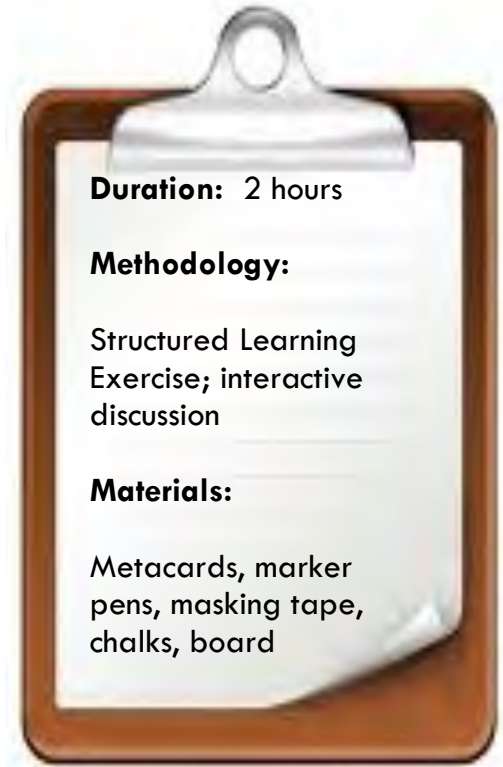 Duration: 2 hours
Methodology:
Structured Learning
Exercise; interactive
discussion
Materials:
Metacards, marker
pens, masking tape,
chalks, board